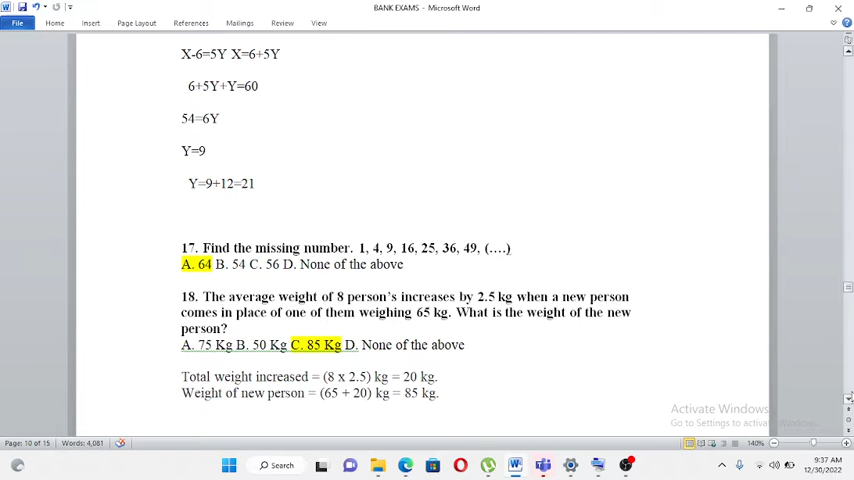 BANK EXAMS - Microsoft Word
File Home Insert Page Layout References Mailings Review View
X-6=5Y X=6+5Y
6+5Y+Y=60
54=6Y
Y=9
Y=9+12=21
17. Find the missing number. 1, 4, 9, 16, 25, 36, 49, (….)
A. 64 B. 54 C. 56 D. None of the above
18. The average weight of 8 person’s increases by 2.5 kg when a new person
comes in place of one of them weighing 65 kg. What is the weight of the new
person?
A. 75 Kg B. 50 Kg C. 85 Kg D. None of the above
Total weight increased = (8 x 2.5) kg = 20 kg.
Weight of new person = (65 + 20) kg = 85 kg.
Activate Windows
Go to Settings to activate Windows.
Page: 10 of 15 Words: 4,081 140%
Search
9:37 AM
12/30/2022